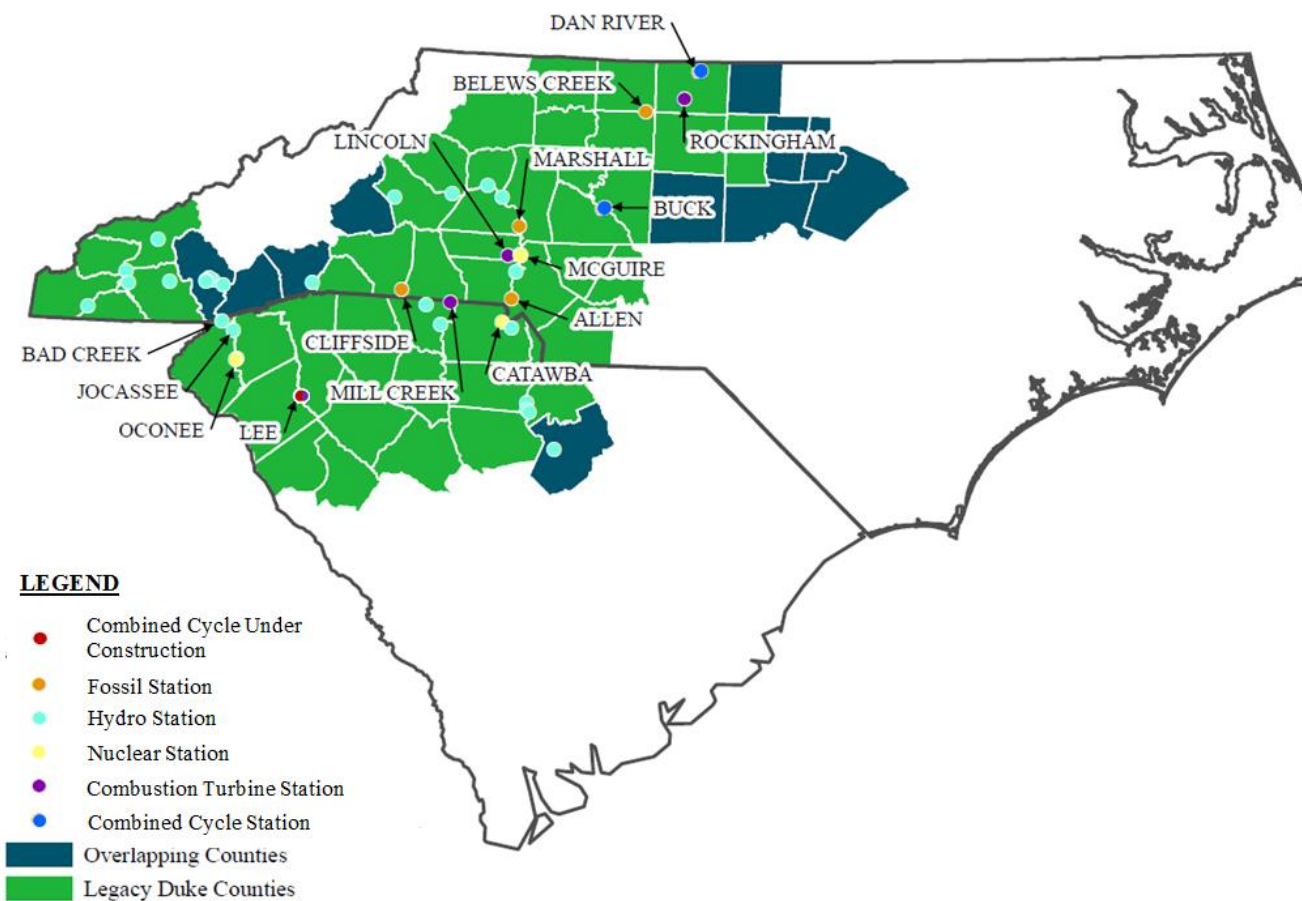 DAN RIVER
BELEWS CREEK
LINCOLN
ROCKINGHAM
MARSHALL
BUCK
MCGUIRE
ALLEN
BAD CREEK
CLIFFSIDE
JOCASSEE
MILL CREEK
CATAWBA
OCONEE
LEE
LEGEND
Combined Cycle Under
Construction
Fossil Station
Hydro Station
Nuclear Station
Combustion Turbine Station
Combined Cycle Station
Overlapping Counties
Legacy Duke Counties